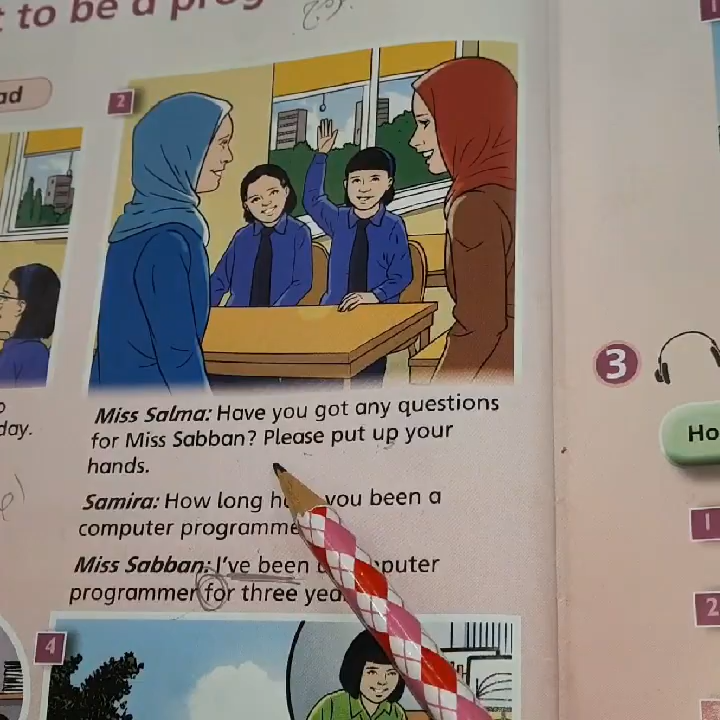 to be a prog
ad
2
Miss Salma: Have you got any questions
for Miss Sabban? Please put up your
hands.
Samira: How long you been a
computer programme
Miss Sabban: I've been
programmer for three yea
day.
4
3
Ho
1
2